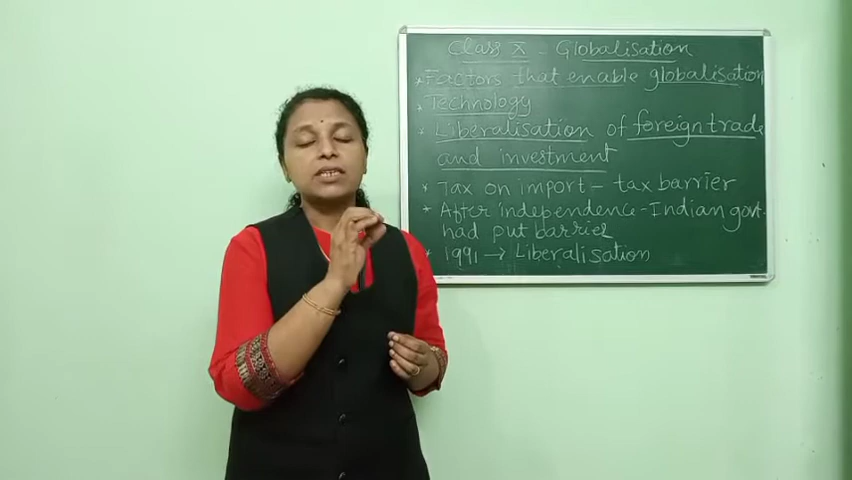 Class X - Globalisation
* Factors that enable globalisation
* Technology
* Liberalisation of foreign trade
and investment
* Tax on import - tax barrier
* After independence - Indian govt.
had put barrier
* 1991 → Liberalisation